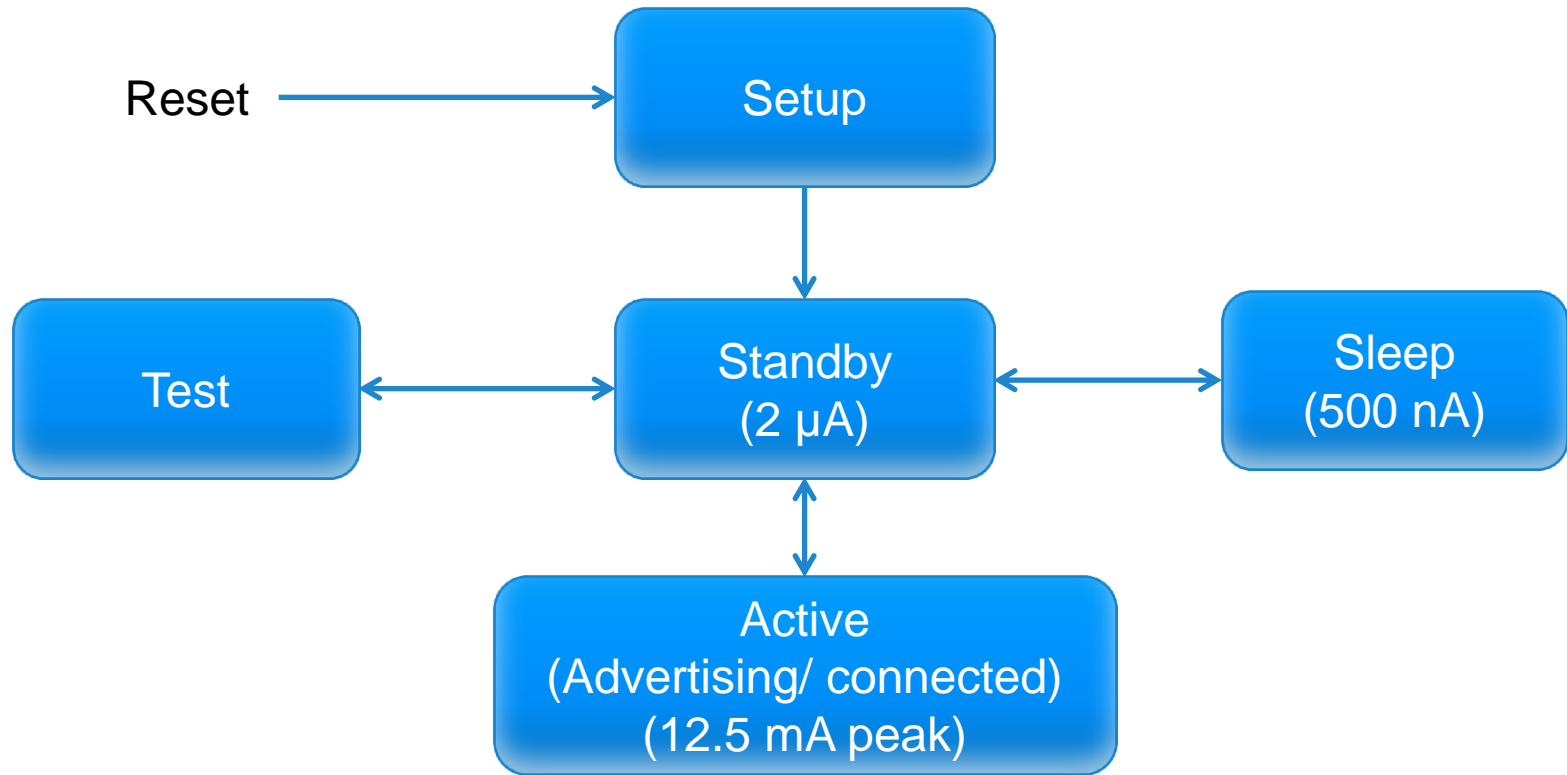 Reset
Setup
Test
Standby
(2 µA)
Sleep
(500 nA)
Active
(Advertising/ connected)
(12.5 mA peak)